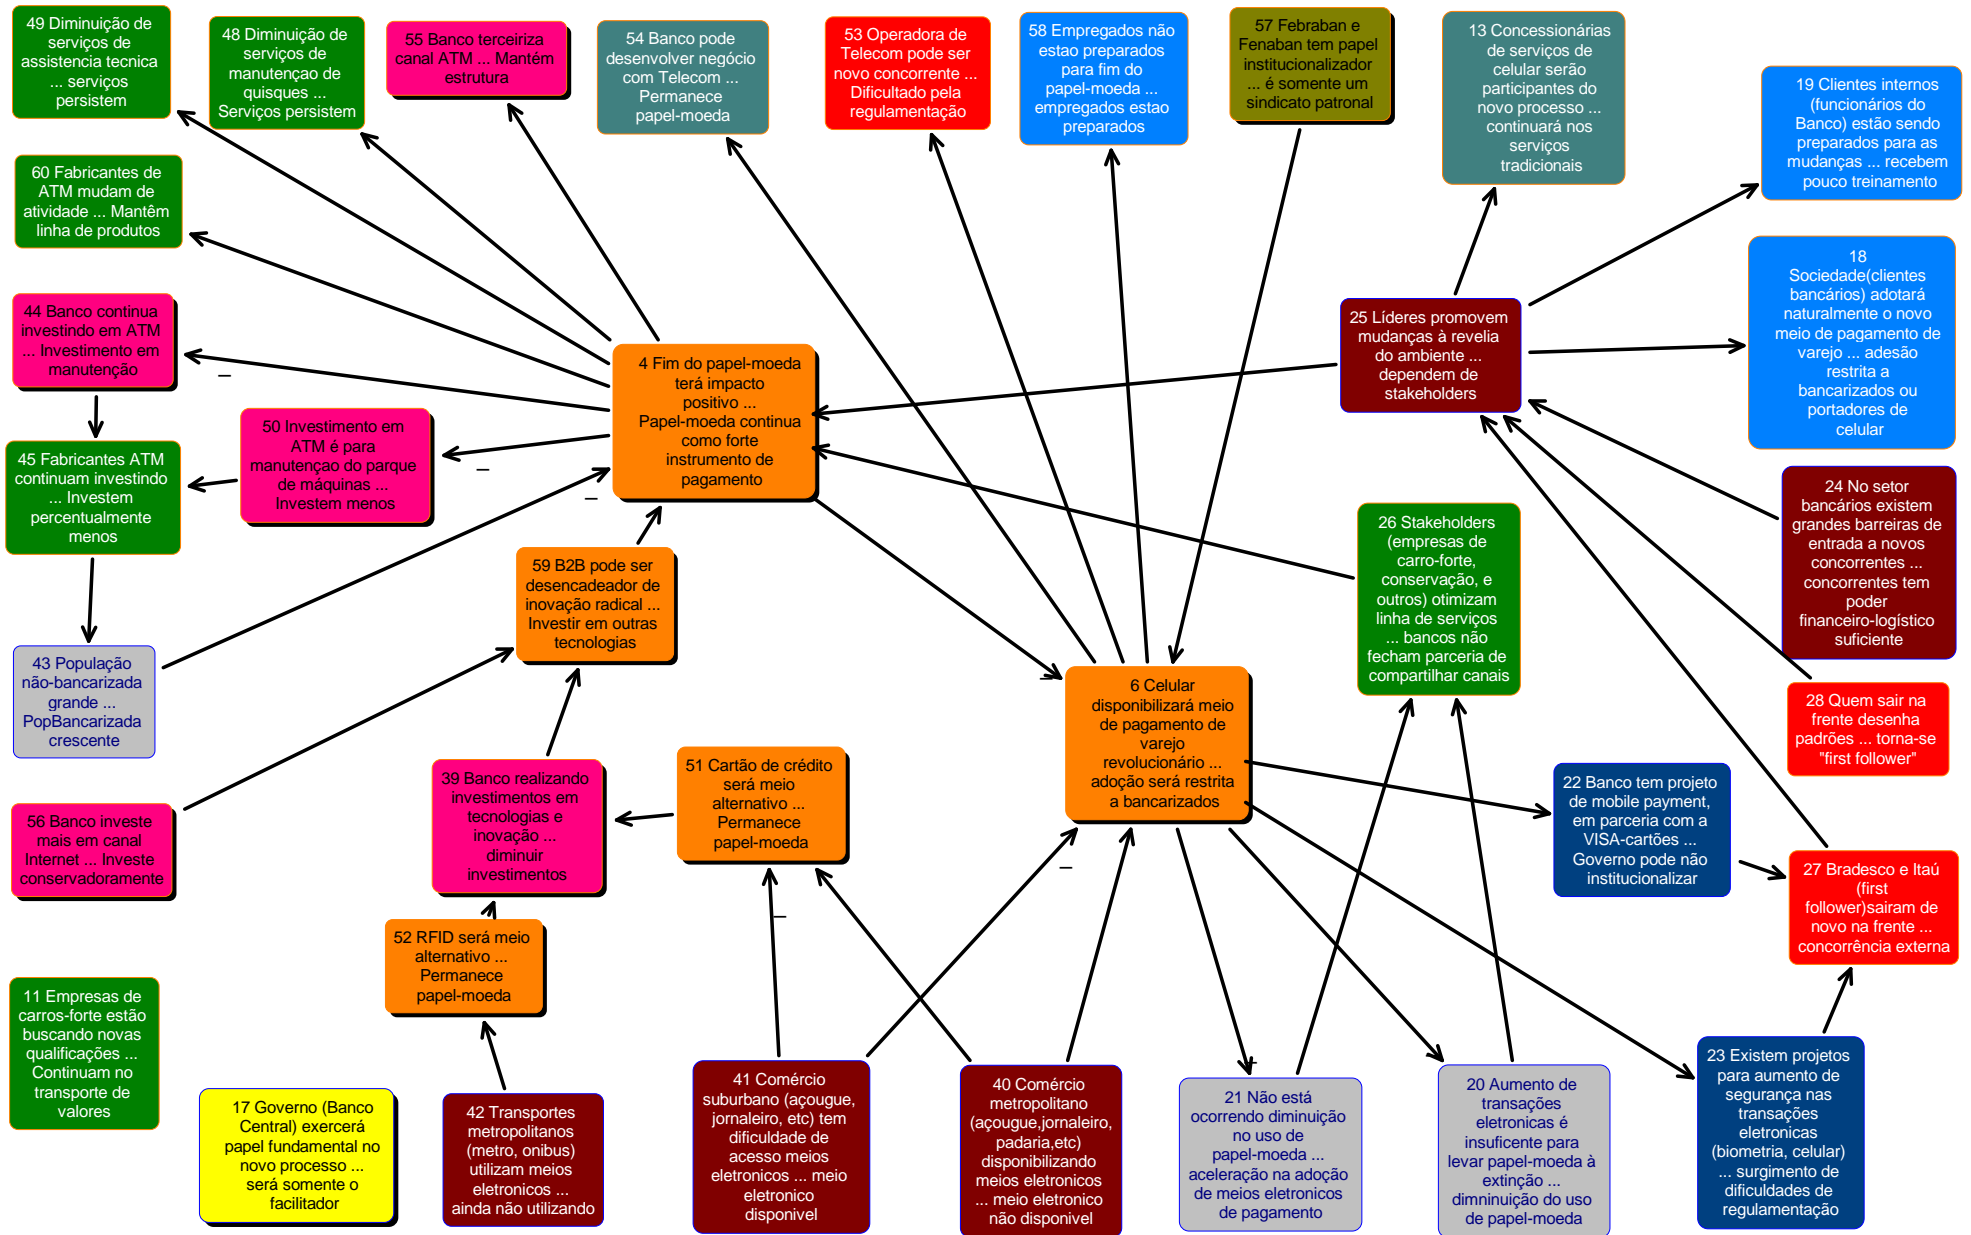 49 Diminuição de
serviços de
assistencia tecnica
... serviços
persistem
48 Diminuição de
serviços de
manutençao de
quisques ...
Serviços persistem
55 Banco terceiriza
canal ATM ... Mantém
estrutura
54 Banco pode
desenvolver negócio
com Telecom ...
Permanece
papel-moeda
53 Operadora de
Telecom pode ser
novo concorrente ...
Dificultado pela
regulamentação
58 Empregados não
estao preparados
para fim do
papel-moeda ...
empregados estao
preparados
57 Febraban e
Fenaban tem papel
institucionalizador
... é somente um
sindicato patronal
13 Concessionárias
de serviços de
celular serão
participantes do
novo processo ...
continuará nos
serviços
tradicionais
19 Clientes internos
(funcionários do
Banco) estão sendo
preparados para as
mudanças ... recebem
pouco treinamento
60 Fabricantes de
ATM mudam de
atividade ... Mantêm
linha de produtos
18
Sociedade(clientes
bancários) adotará
naturalmente o novo
meio de pagamento de
varejo ... adesão
restrita a
bancarizados ou
portadores de
celular
44 Banco continua
investindo em ATM
... Investimento em
manutenção
25 Líderes promovem
mudanças à revelia
do ambiente ...
dependem de
stakeholders
4 Fim do papel-moeda
terá impacto
positivo ...
Papel-moeda continua
como forte
instrumento de
pagamento
50 Investimento em
ATM é para
manutençao do parque
de máquinas ...
Investem menos
45 Fabricantes ATM
continuam investindo
... Investem
percentualmente
menos
24 No setor
bancários existem
grandes barreiras de
entrada a novos
concorrentes ...
concorrentes tem
poder
financeiro-logístico
suficiente
26 Stakeholders
(empresas de
carro-forte,
conservação, e
outros) otimizam
linha de serviços
... bancos não
fecham parceria de
compartilhar canais
59 B2B pode ser
desencadeador de
inovação radical ...
Investir em outras
tecnologias
43 População
não-bancarizada
grande ...
PopBancarizada
crescente
6 Celular
disponibilizará meio
de pagamento de
varejo
revolucionário ...
adoção será restrita
a bancarizados
28 Quem sair na
frente desenha
padrões ... torna-se
"first follower"
51 Cartão de crédito
será meio
alternativo ...
Permanece
papel-moeda
39 Banco realizando
investimentos em
tecnologias e
inovação ...
diminuir
investimentos
22 Banco tem projeto
de mobile payment,
em parceria com a
VISA-cartões ...
Governo pode não
institucionalizar
56 Banco investe
mais em canal
Internet ... Investe
conservadoramente
27 Bradesco e Itaú
(first
follower)sairam de
novo na frente ...
concorrência externa
52 RFID será meio
alternativo ...
Permanece
papel-moeda
11 Empresas de
carros-forte estão
buscando novas
qualificações ...
Continuam no
transporte de
valores
17 Governo (Banco
Central) exercerá
papel fundamental no
novo processo ...
será somente o
facilitador
42 Transportes
metropolitanos
(metro, onibus)
utilizam meios
eletronicos ...
ainda não utilizando
41 Comércio
suburbano (açougue,
jornaleiro, etc) tem
dificuldade de
acesso meios
eletronicos ... meio
eletronico
disponivel
40 Comércio
metropolitano
(açougue,jornaleiro,
padaria,etc)
disponibilizando
meios eletronicos
... meio eletronico
não disponivel
21 Não está
ocorrendo diminuição
no uso de
papel-moeda ...
aceleração na adoção
de meios eletronicos
de pagamento
20 Aumento de
transações
eletronicas é
insuficente para
levar papel-moeda à
extinção ...
dimninuição do uso
de papel-moeda
23 Existem projetos
para aumento de
segurança nas
transações
eletronicas
(biometria, celular)
... surgimento de
dificuldades de
regulamentação